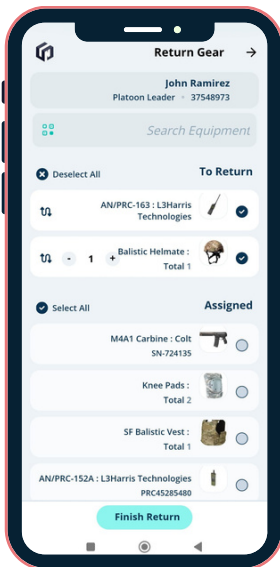 Return Gear
John Ramirez
Platoon Leader 37548973
Search Equipment
Deselect All
To Return
AN/PRC-163 : L3Harris
Technologies
- 1 +
Balistic Helmate :
Total 1
Select All
Assigned
M4A1 Carbine : Colt
SN-724135
Knee Pads :
Total 2
SF Balistic Vest :
Total 1
AN/PRC-152A : L3Harris Technologies
PRC45285480
Finish Return